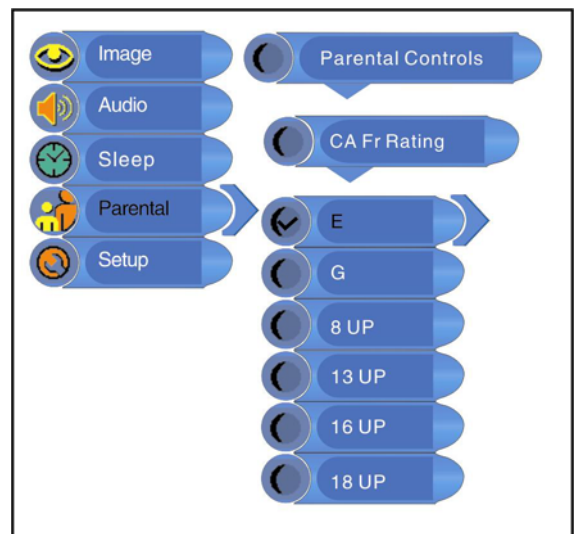 Image
Audio
Sleep
Parental
Setup
Parental Controls
CA Fr Rating
E
G
8 UP
13 UP
16 UP
18 UP